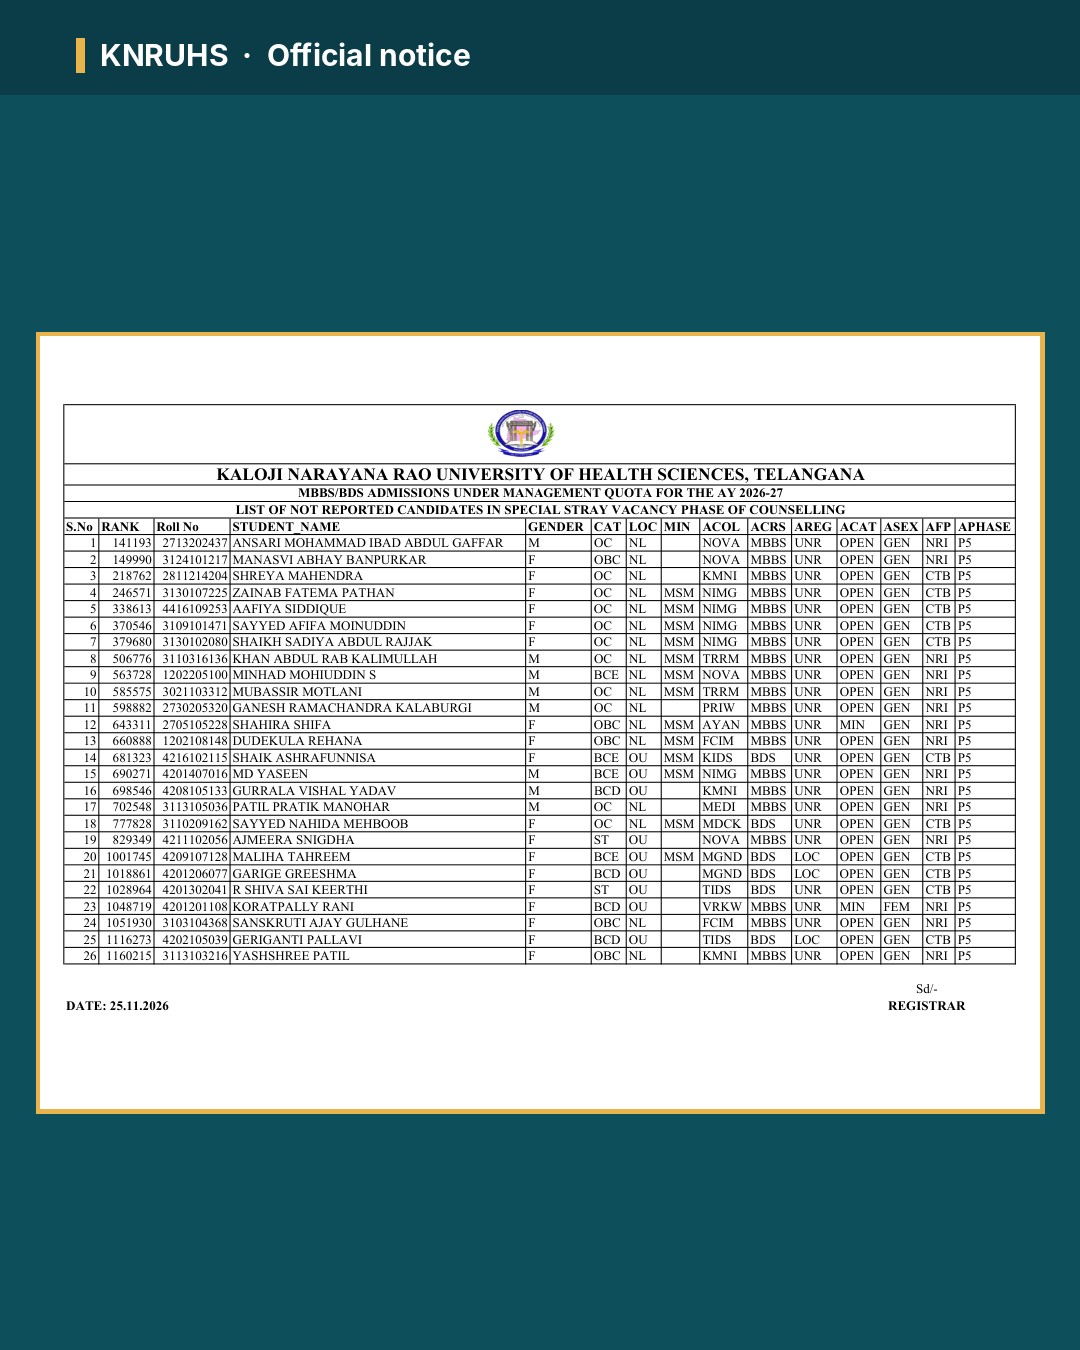 KNRUHS · Official notice
KALOJI NARAYANA RAO UNIVERSITY OF HEALTH SCIENCES, TELANGANA
MBBS/BDS ADMISSIONS UNDER MANAGEMENT QUOTA FOR THE AY 2026-27
LIST OF NOT REPORTED CANDIDATES IN SPECIAL STRAY VACANCY PHASE OF COUNSELLING
S.No RANK Roll No STUDENT_NAME GENDER CAT LOC MIN ACOL ACRS AREG ACAT ASEX AFP APHASE
1 141193 2713202437 ANSARI MOHAMMAD IBAD ABDUL GAFFAR M OC NL NOVA MBBS UNR OPEN GEN NRI P5
2 149990 3124101217 MANASVI ABHAY BANPURKAR F OBC NL NOVA MBBS UNR OPEN GEN NRI P5
3 218762 2811214204 SHREYA MAHENDRA F OC NL KMNI MBBS UNR OPEN GEN CTB P5
4 246571 3130107225 ZAINAB FATEMA PATHAN F OC NL MSM NIMG MBBS UNR OPEN GEN CTB P5
5 338613 4416109253 AAFIYA SIDDIQUE F OC NL MSM NIMG MBBS UNR OPEN GEN CTB P5
6 370546 3109101471 SAYYED AFIFA MOINUDDIN F OC NL MSM NIMG MBBS UNR OPEN GEN CTB P5
7 379680 3130102080 SHAIKH SADIYA ABDUL RAJJAK F OC NL MSM NIMG MBBS UNR OPEN GEN CTB P5
8 506776 3110316136 KHAN ABDUL RAB KALIMULLAH M OC NL MSM TRRM MBBS UNR OPEN GEN NRI P5
9 563728 1202205100 MINHAD MOHIUDDIN S M BCE NL MSM NOVA MBBS UNR OPEN GEN NRI P5
10 585575 3021103312 MUBASSIR MOTLANI M OC NL MSM TRRM MBBS UNR OPEN GEN NRI P5
11 598882 2730205320 GANESH RAMACHANDRA KALABURGI M OC NL PRIW MBBS UNR OPEN GEN NRI P5
12 643311 2705105228 SHAHIRA SHIFA F OBC NL MSM AYAN MBBS UNR MIN GEN NRI P5
13 660888 1202108148 DUDEKULA REHANA F OBC NL MSM FCIM MBBS UNR OPEN GEN NRI P5
14 681323 4216102115 SHAIK ASHRAFUNNISA F BCE OU MSM KIDS BDS UNR OPEN GEN CTB P5
15 690271 4201407016 MD YASEEN M BCE OU MSM NIMG MBBS UNR OPEN GEN NRI P5
16 698546 4208105133 GURRALA VISHAL YADAV M BCD OU KMNI MBBS UNR OPEN GEN NRI P5
17 702548 3113105036 PATIL PRATIK MANOHAR M OC NL MEDI MBBS UNR OPEN GEN NRI P5
18 777828 3110209162 SAYYED NAHIDA MEHBOOB F OC NL MSM MDCK BDS UNR OPEN GEN CTB P5
19 829349 4211102056 AJMEERA SNIGDHA F ST OU NOVA MBBS UNR OPEN GEN NRI P5
20 1001745 4209107128 MALIHA TAHREEM F BCE OU MSM MGND BDS LOC OPEN GEN CTB P5
21 1018861 4201206077 GARIGE GREESHMA F BCD OU MGND BDS LOC OPEN GEN CTB P5
22 1028964 4201302041 R SHIVA SAI KEERTHI F ST OU TIDS BDS UNR OPEN GEN CTB P5
23 1048719 4201201108 KORATPALLY RANI F BCD OU VRKW MBBS UNR MIN FEM NRI P5
24 1051930 3103104368 SANSKRUTI AJAY GULHANE F OBC NL FCIM MBBS UNR OPEN GEN NRI P5
25 1116273 4202105039 GERIGANTI PALLAVI F BCD OU TIDS BDS LOC OPEN GEN CTB P5
26 1160215 3113103216 YASHSHREE PATIL F OBC NL KMNI MBBS UNR OPEN GEN NRI P5
Sd/-
DATE: 25.11.2026 REGISTRAR